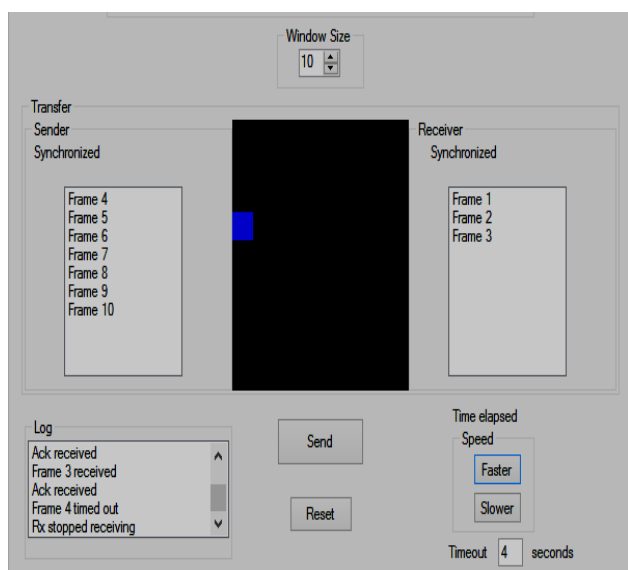 Window Size
10
Transfer
Sender
Synchronized
Frame 4
Frame 5
Frame 6
Frame 7
Frame 8
Frame 9
Frame 10
Receiver
Synchronized
Frame 1
Frame 2
Frame 3
Log
Ack received
Frame 3 received
Ack received
Frame 4 timed out
Rx stopped receiving
Send
Reset
Time elapsed
Speed
Faster
Slower
Timeout 4 seconds